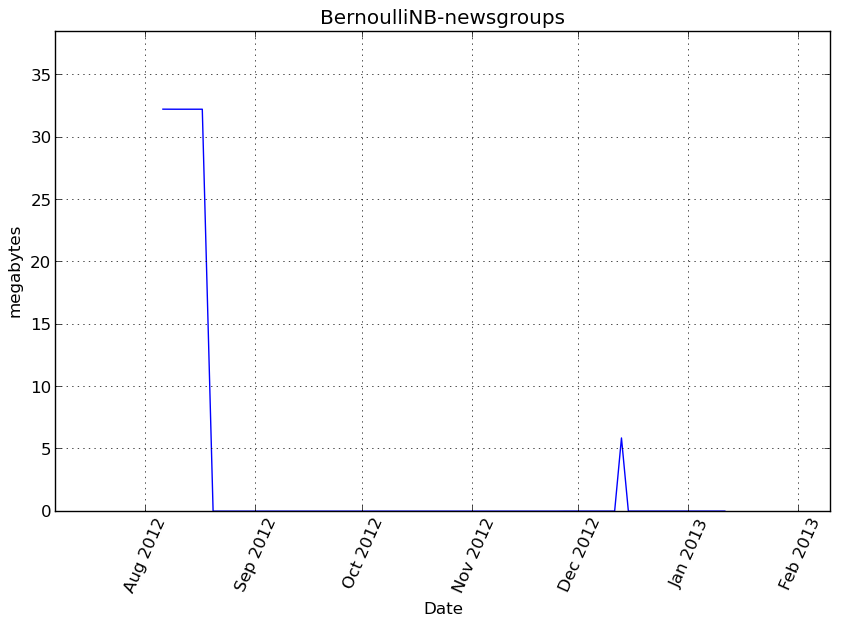 BernoulliNB-newsgroups
35
30
25
20
15
10
5
0
megabytes
Aug 2012
Sep 2012
Oct 2012
Nov 2012
Dec 2012
Jan 2013
Feb 2013
Date